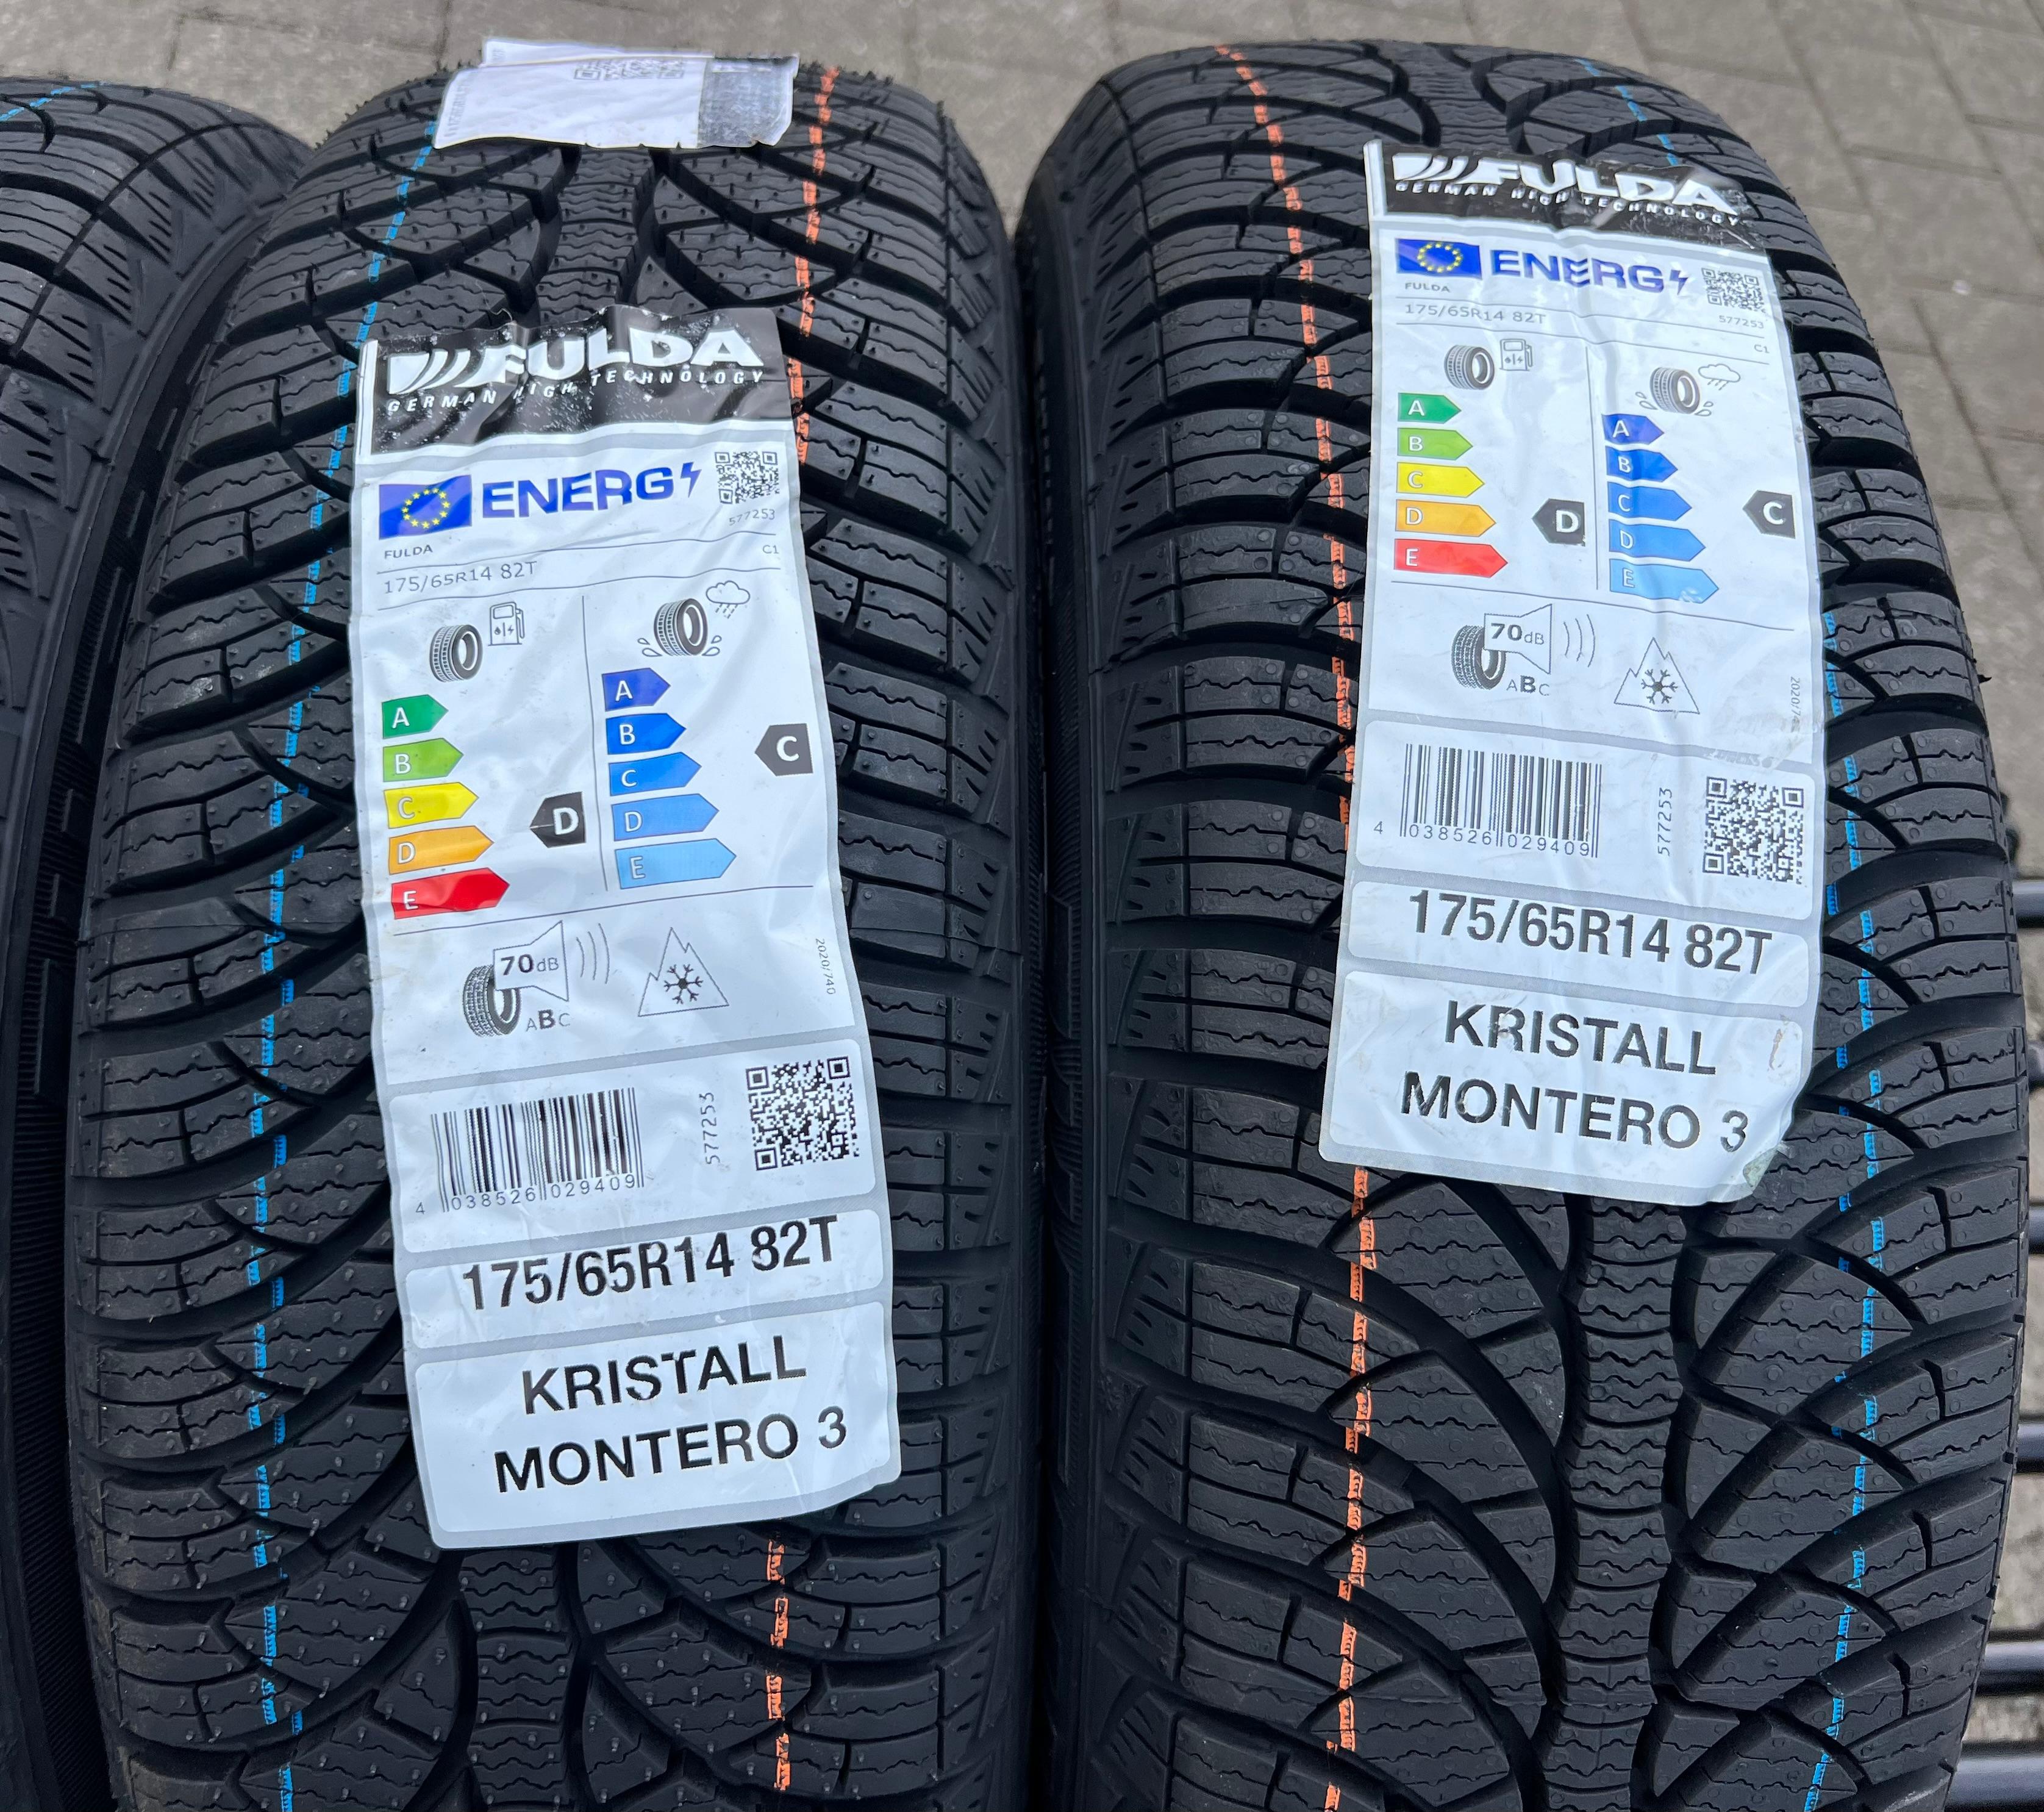 FULDA
GERMAN HIGH TECHNOLOGY
ENERG
577253
FULDA
C1
175/65R14 82T
A
B
C
D
E
D
A
B
C
D
E
C
70dB
ABC
2020/740
4 038526 029409
577253
175/65R14 82T
KRISTALL
MONTERO 3
FULDA
GERMAN HIGH TECHNOLOGY
ENERG
FULDA
577253
175/65R14 82T
C1
A
B
C
D
E
D
A
B
C
D
E
C
70dB
ABC
4 038526 029409
577253
175/65R14 82T
KRISTALL
MONTERO 3